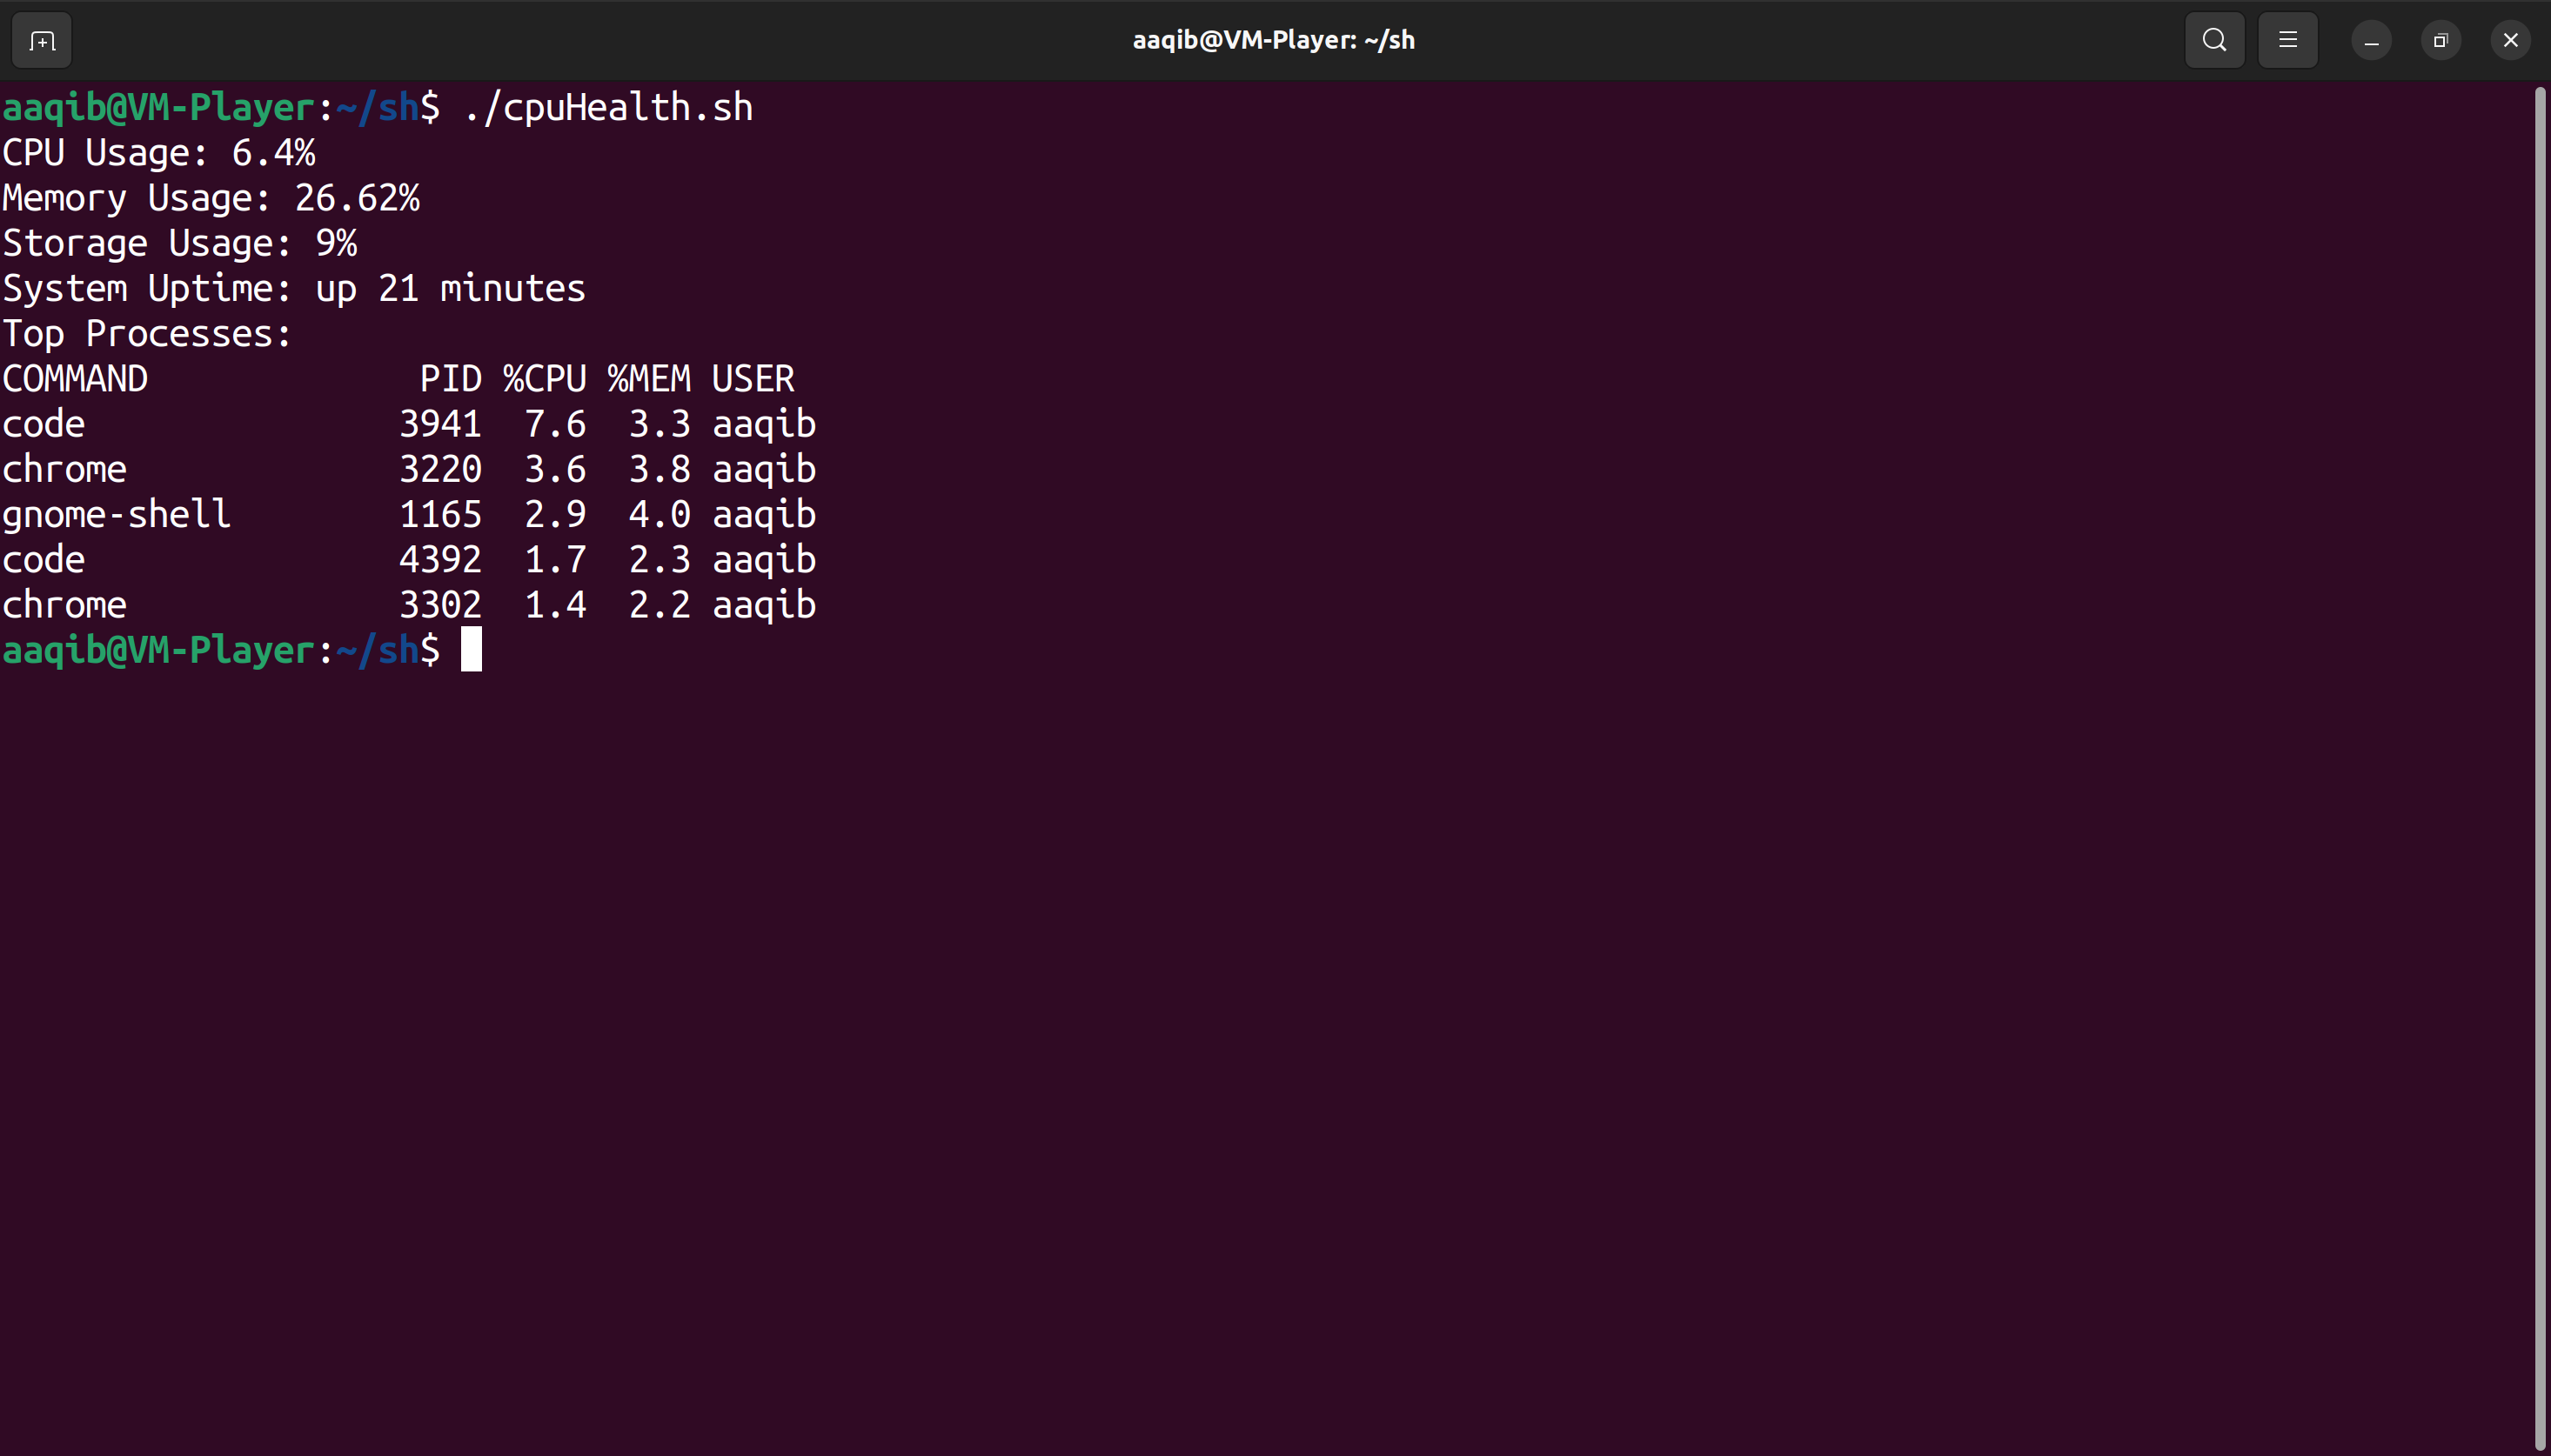 aaqib@VM-Player: ~/sh
aaqib@VM-Player:~/sh$ ./cpuHealth.sh
CPU Usage: 6.4%
Memory Usage: 26.62%
Storage Usage: 9%
System Uptime: up 21 minutes
Top Processes:
COMMAND             PID %CPU %MEM USER
code               3941  7.6  3.3 aaqib
chrome             3220  3.6  3.8 aaqib
gnome-shell        1165  2.9  4.0 aaqib
code               4392  1.7  2.3 aaqib
chrome             3302  1.4  2.2 aaqib
aaqib@VM-Player:~/sh$